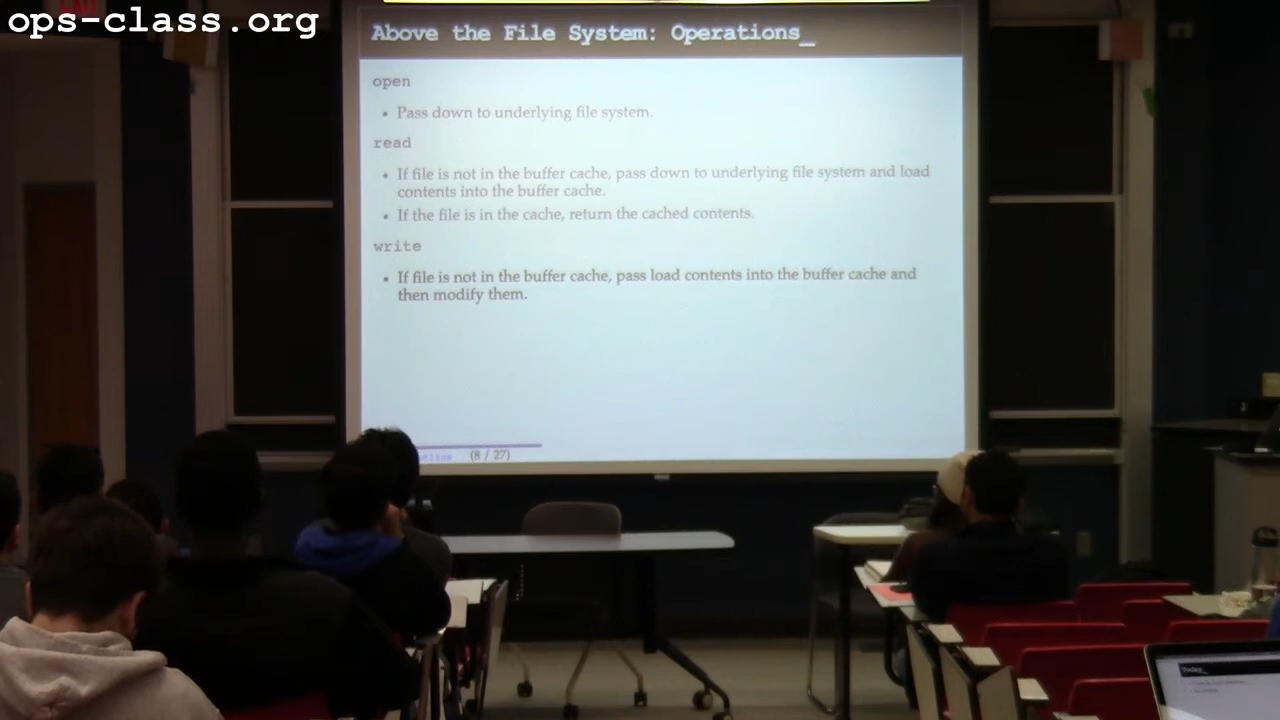 EXIT
ops-class.org
Above the File System: Operations_
open
• Pass down to underlying file system.
read
• If file is not in the buffer cache, pass down to underlying file system and load
contents into the buffer cache.
• If the file is in the cache, return the cached contents.
write
• If file is not in the buffer cache, pass load contents into the buffer cache and
then modify them.
(8 / 27)
Today_